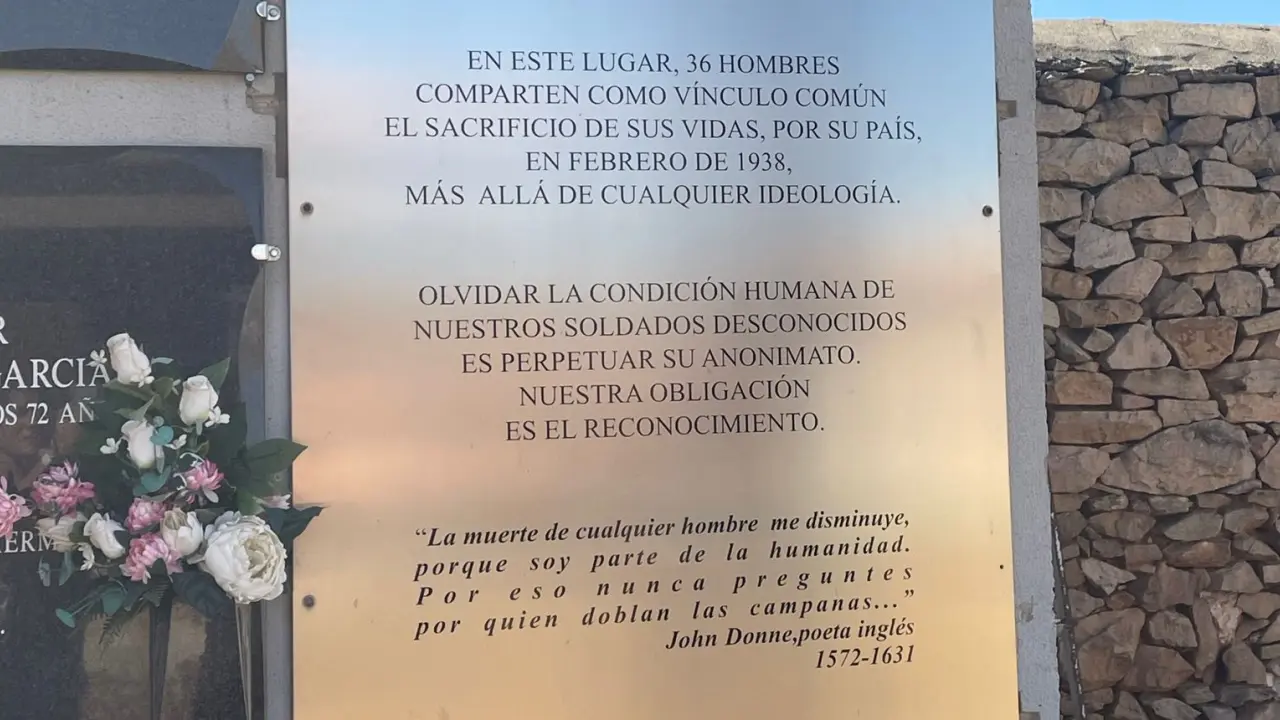 EN ESTE LUGAR, 36 HOMBRES
COMPARTEN COMO VÍNCULO COMÚN
EL SACRIFICIO DE SUS VIDAS, POR SU PAÍS,
EN FEBRERO DE 1938,
MÁS ALLÁ DE CUALQUIER IDEOLOGÍA.
OLVIDAR LA CONDICIÓN HUMANA DE
NUESTROS SOLDADOS DESCONOCIDOS
ES PERPETUAR SU ANONIMATO.
NUESTRA OBLIGACIÓN
ES EL RECONOCIMIENTO.
“La muerte de cualquier hombre me disminuye,
porque soy parte de la humanidad.
Por eso nunca preguntes
por quien doblan las campanas...”
John Donne,poeta inglés
1572-1631
GARCIA
72 AÑ